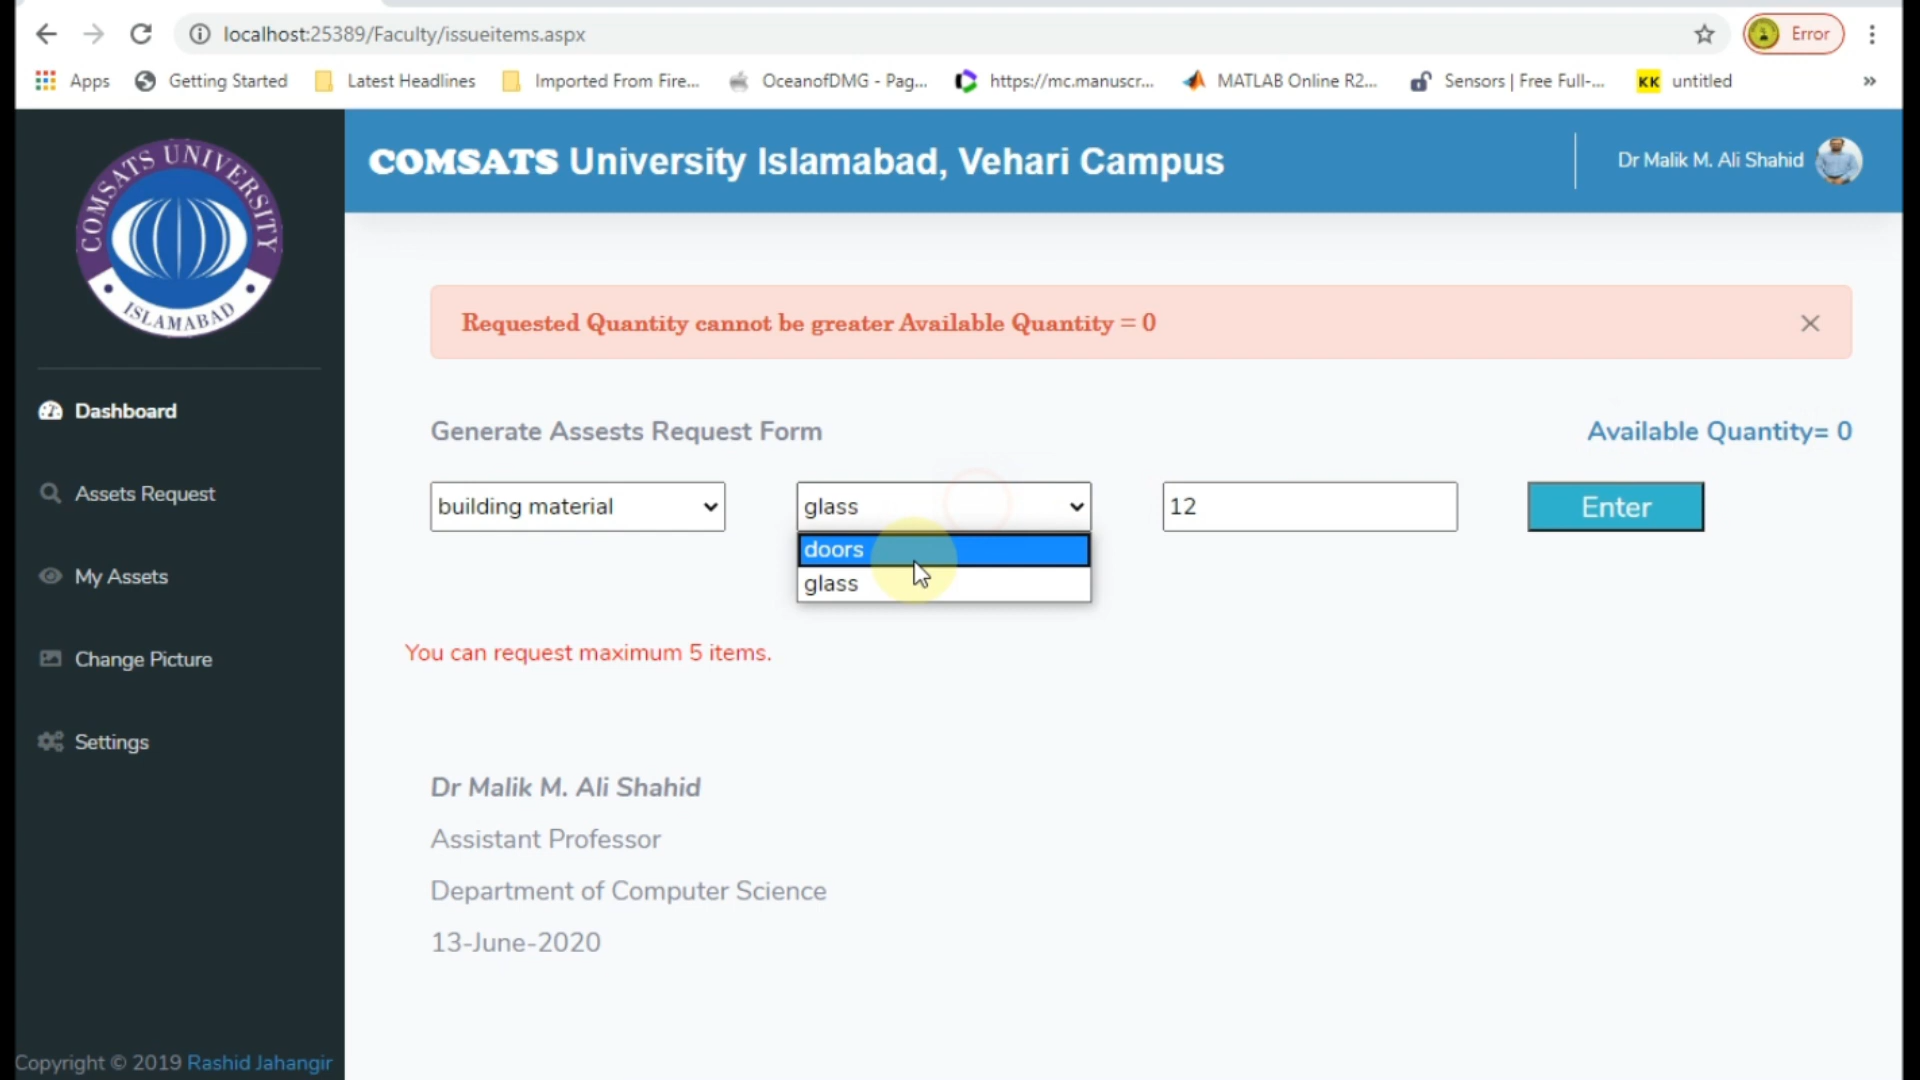 localhost:25389/Faculty/issueitems.aspx
Error
Apps
Getting Started
Latest Headlines
Imported From Fire...
OceanofDMG - Pag...
https://mc.manuscr...
MATLAB Online R2...
Sensors | Free Full-...
KK untitled
»
COMSATS UNIVERSITY
ISLAMABAD
COMSATS University Islamabad, Vehari Campus
Dr Malik M. Ali Shahid
Requested Quantity cannot be greater Available Quantity = 0
Dashboard
Assets Request
My Assets
Change Picture
Settings
Generate Assests Request Form
Available Quantity= 0
building material
glass
12
Enter
doors
glass
You can request maximum 5 items.
Dr Malik M. Ali Shahid
Assistant Professor
Department of Computer Science
13-June-2020
Copyright © 2019 Rashid Jahangir